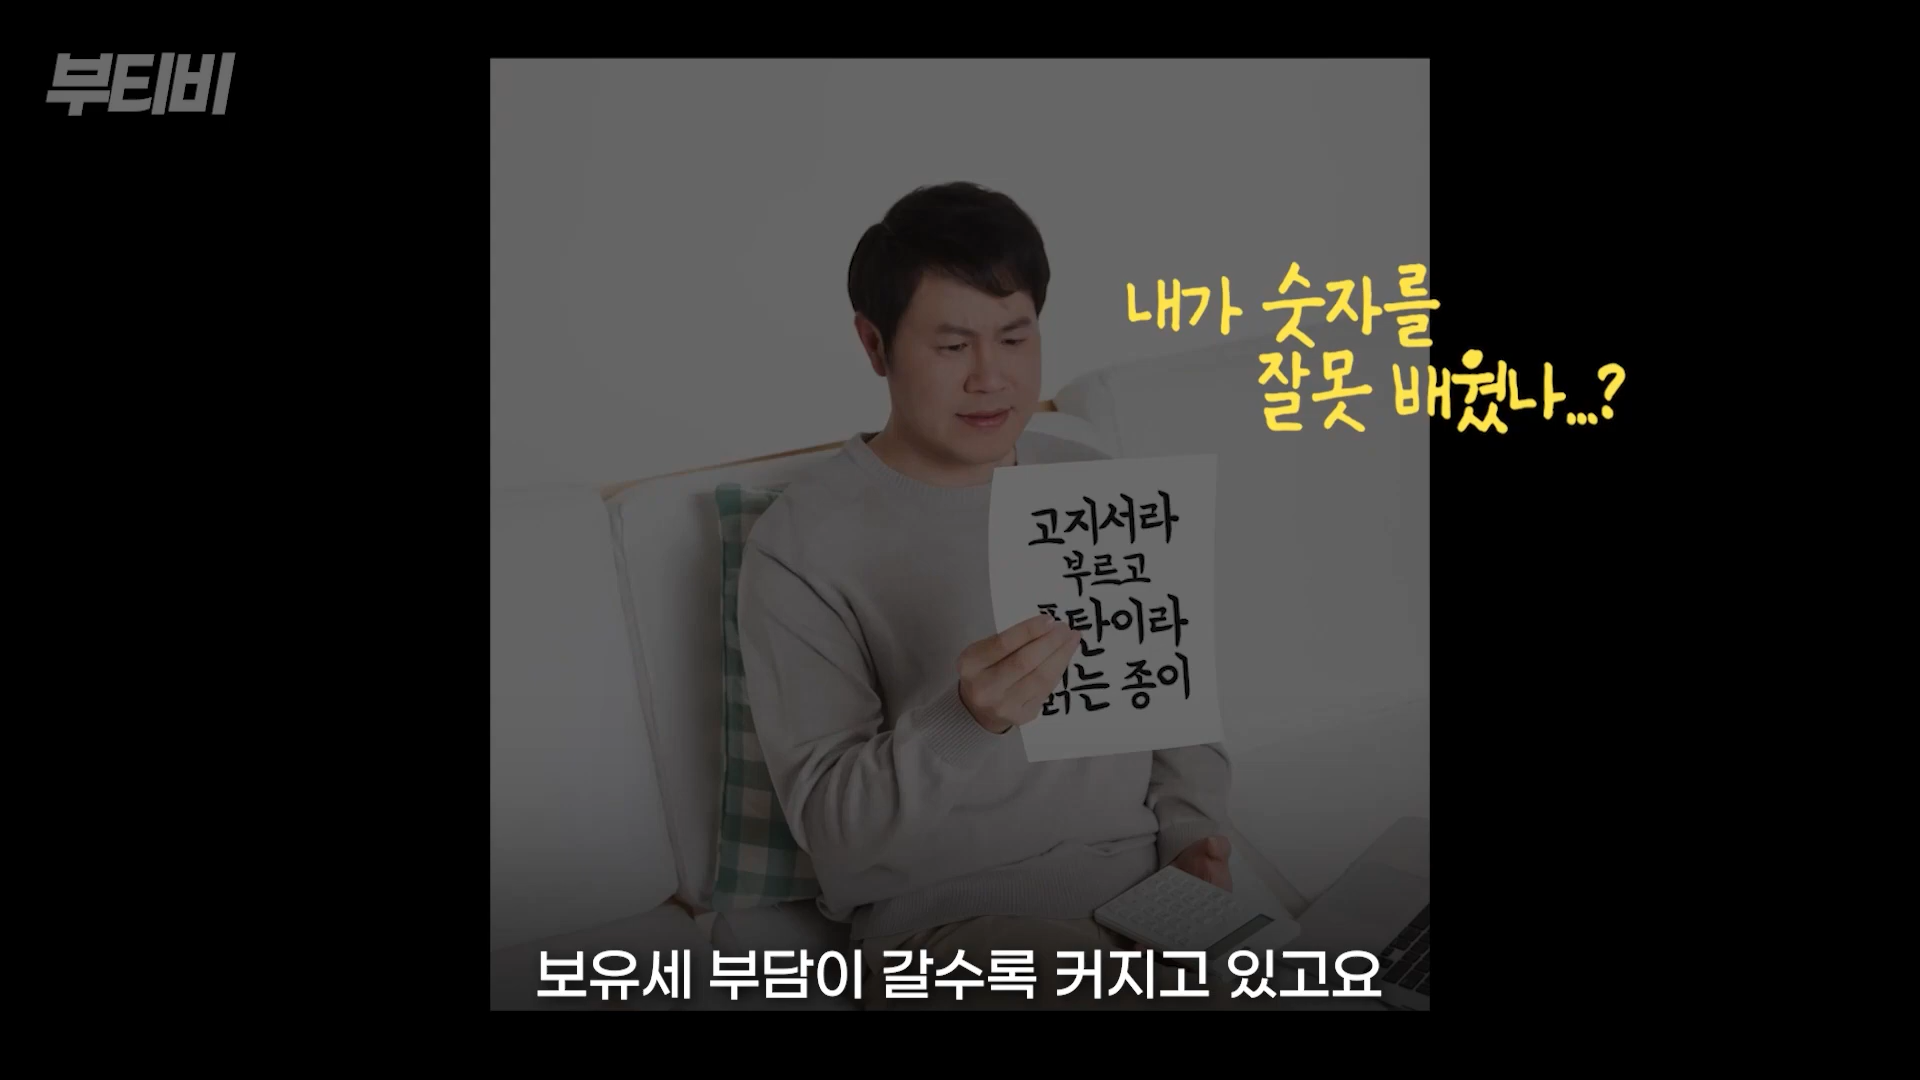 부티비
내가 숫자를
잘못 배웠나...?
고지서라
부르고
종이
보유세 부담이 갈수록 커지고 있고요